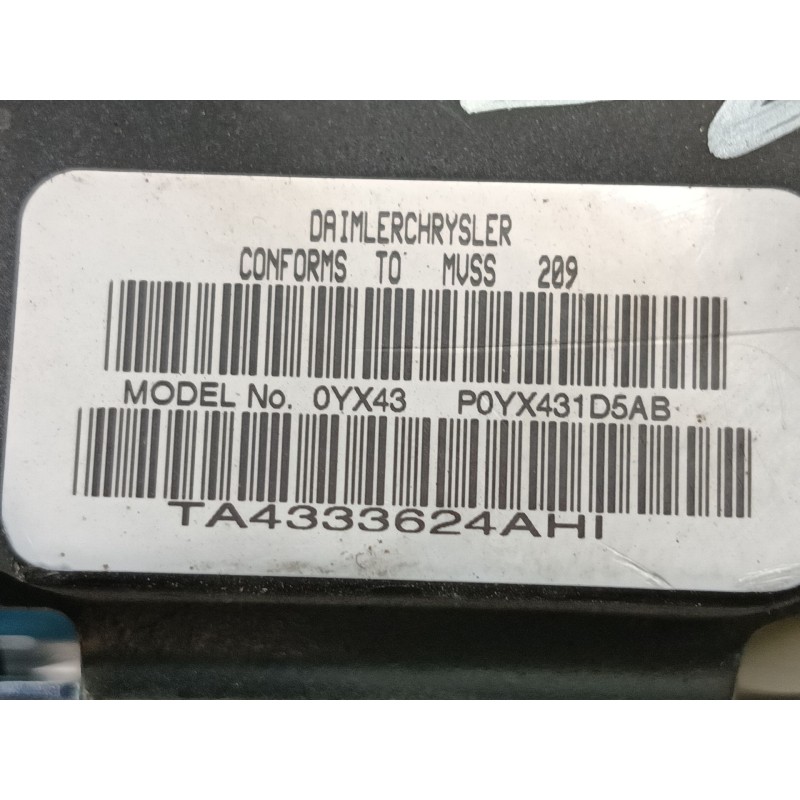 DAIMLERCHRYSLER
CONFORMS TO MVSS 209
MODEL No. 0YX43 P0YX431D5AB
TA4333624AHI